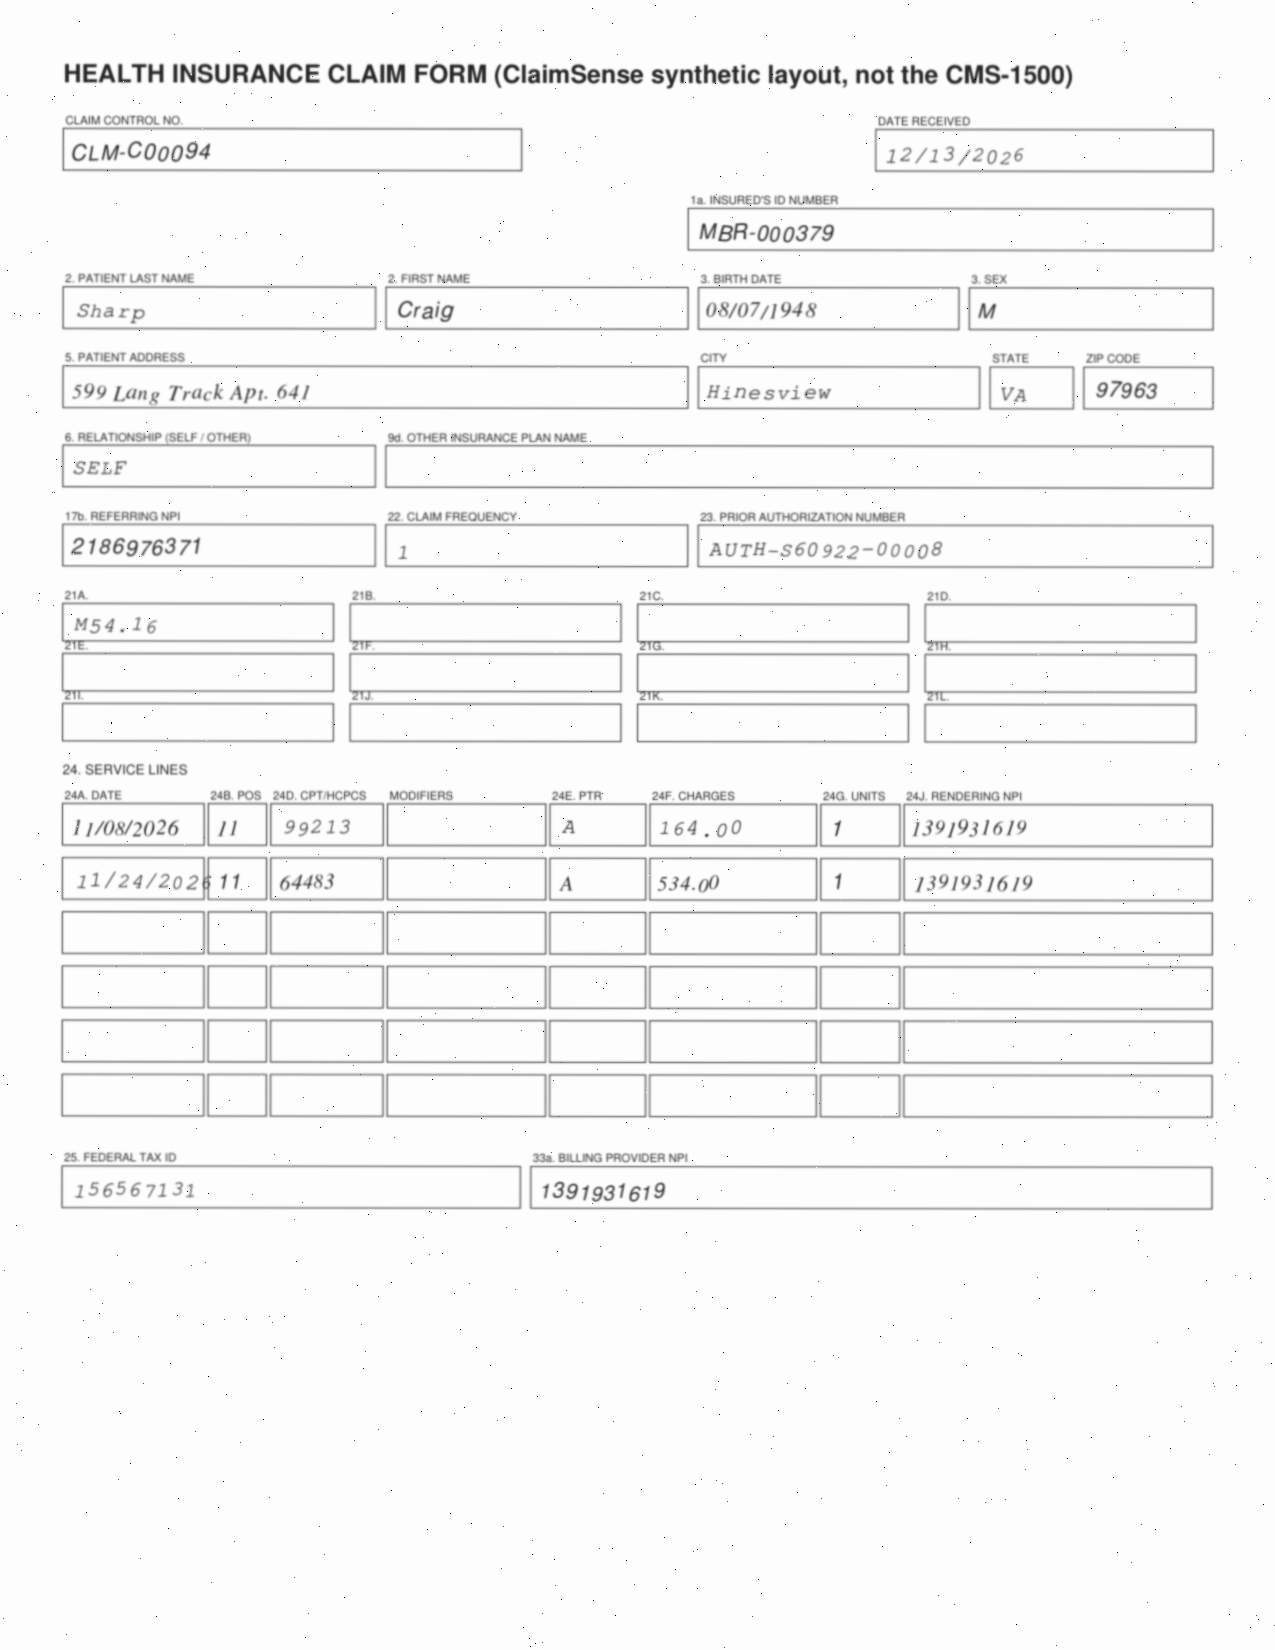 HEALTH INSURANCE CLAIM FORM (ClaimSense synthetic layout, not the CMS-1500)
CLAIM CONTROL NO. DATE RECEIVED
CLM-C00094 12/13/2026
1a. INSURED'S ID NUMBER
MBR-000379
2. PATIENT LAST NAME 2. FIRST NAME 3. BIRTH DATE 3. SEX
Sharp Craig 08/07/1948 M
5. PATIENT ADDRESS CITY STATE ZIP CODE
599 Lang Track Apt. 641 Hinesview VA 97963
6. RELATIONSHIP (SELF / OTHER) 9d. OTHER INSURANCE PLAN NAME
SELF
17b. REFERRING NPI 22. CLAIM FREQUENCY 23. PRIOR AUTHORIZATION NUMBER
2186976371 1 AUTH-S60922-00008
21A. 21B. 21C. 21D.
M54.16
21E. 21F. 21G. 21H.
21I. 21J. 21K. 21L.
24. SERVICE LINES
24A. DATE 24B. POS 24D. CPT/HCPCS MODIFIERS 24E. PTR 24F. CHARGES 24G. UNITS 24J. RENDERING NPI
11/08/2026 11 99213 A 164.00 1 1391931619
11/24/2026 11 64483 A 534.00 1 1391931619
25. FEDERAL TAX ID 33a. BILLING PROVIDER NPI
156567131 1391931619